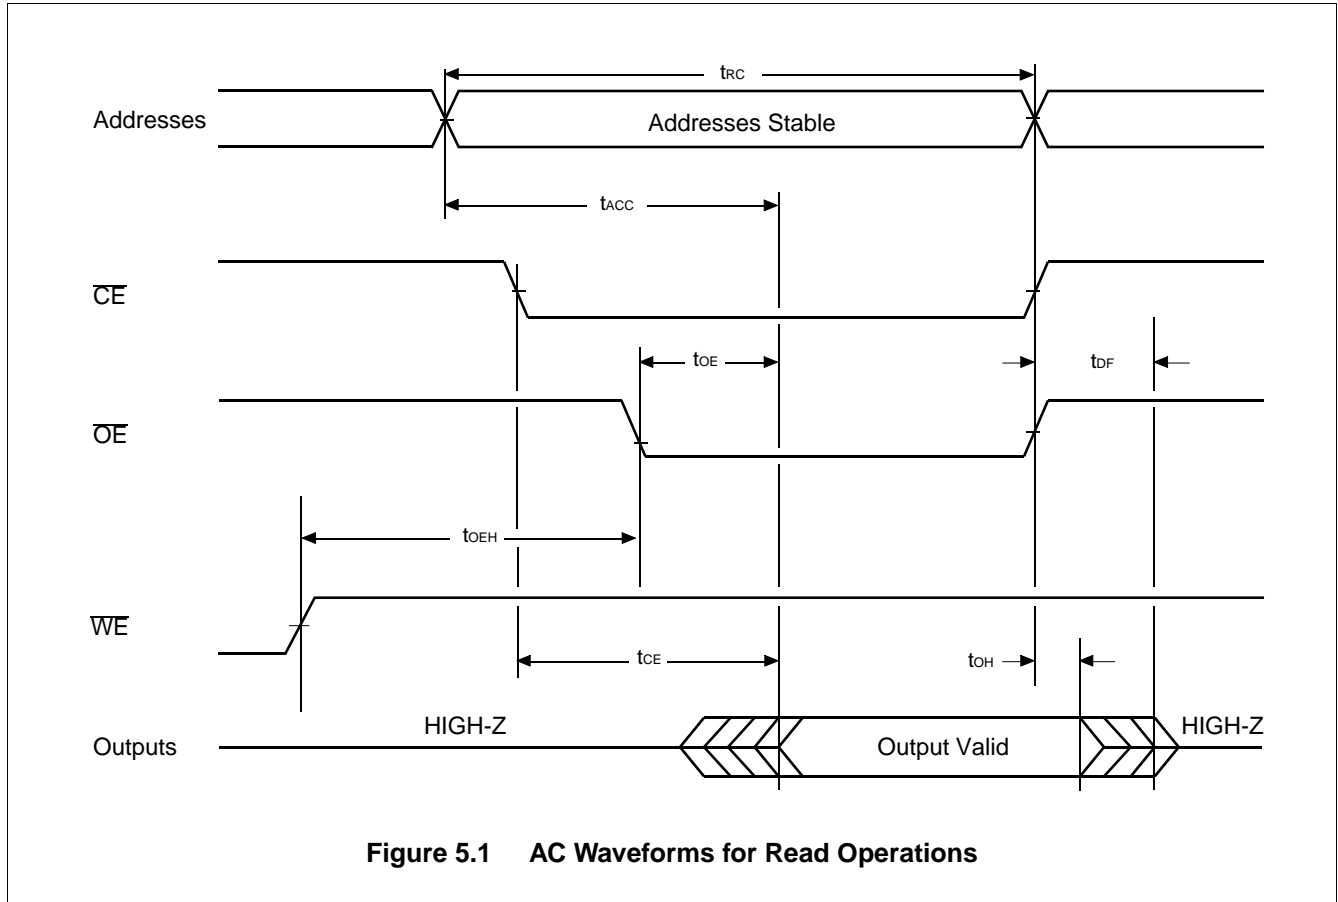 tRC
Addresses
Addresses Stable
tACC
CE
tOE
tDF
OE
tOEH
WE
tCE
tOH
HIGH-Z
HIGH-Z
Outputs
Output Valid
Figure 5.1 AC Waveforms for Read Operations